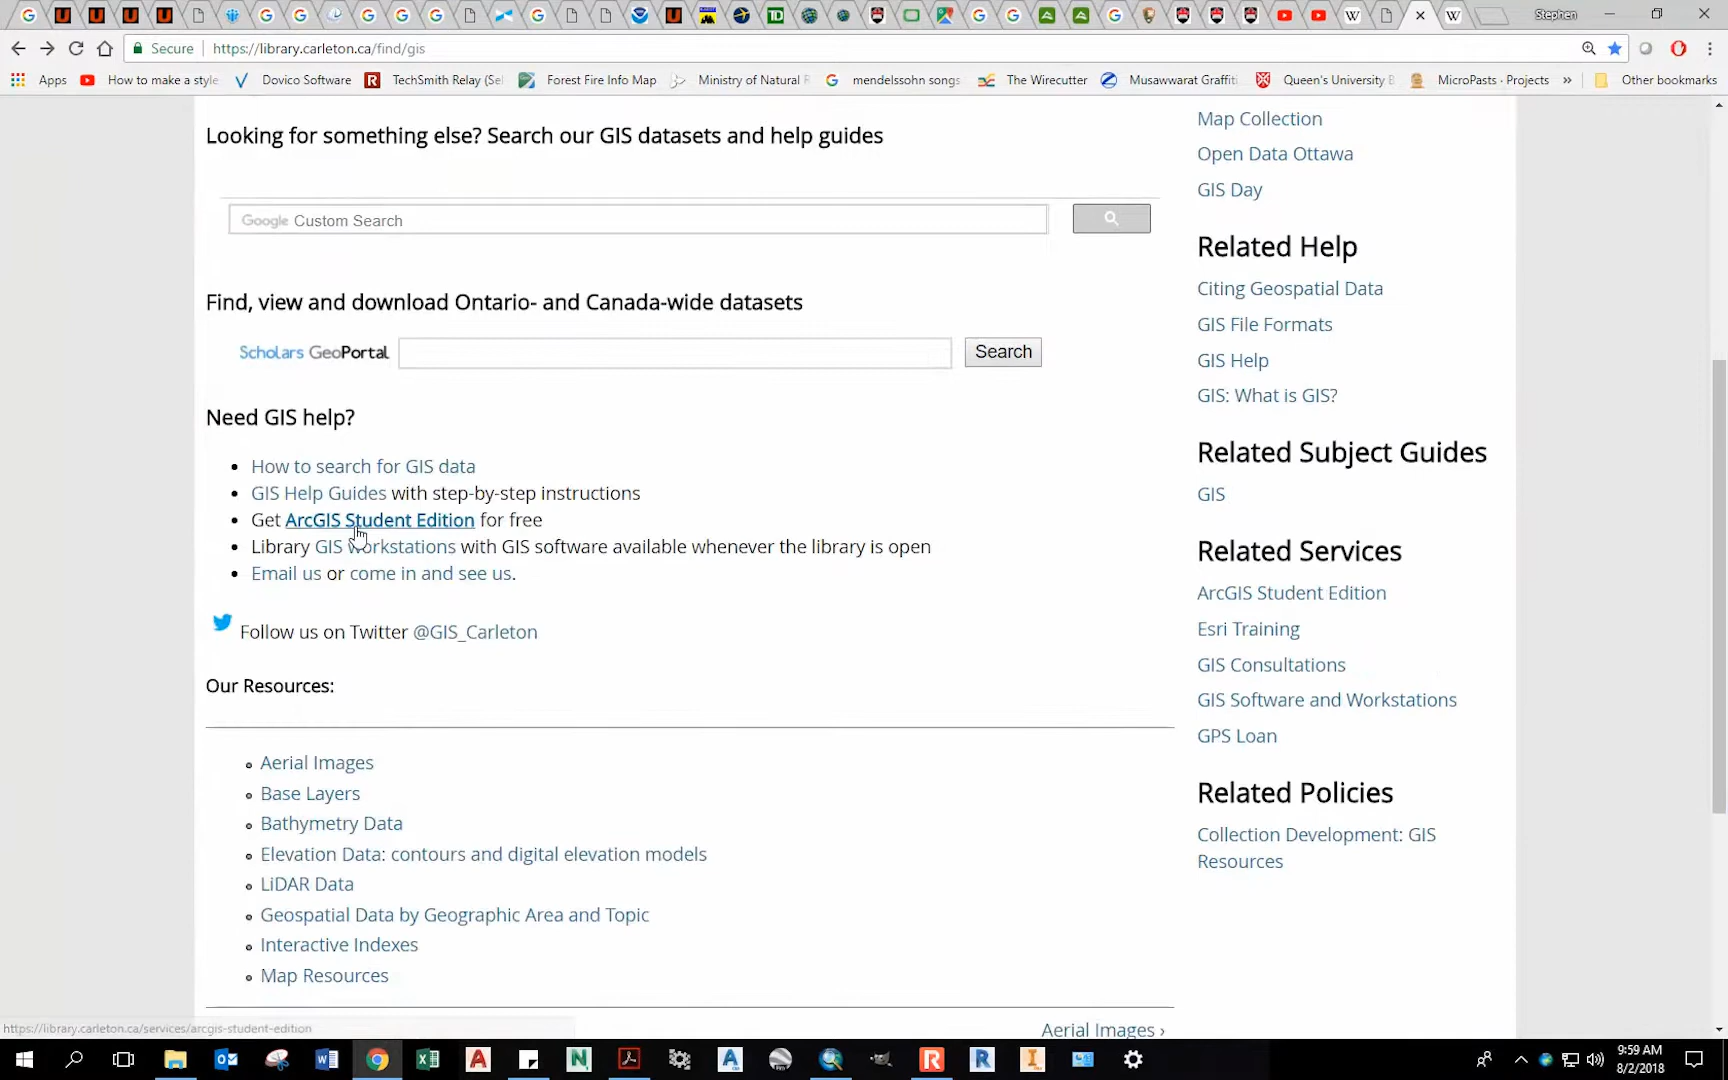 Stephen
Secure https://library.carleton.ca/find/gis
Apps How to make a style Dovico Software TechSmith Relay (Sel Forest Fire Info Map Ministry of Natural R mendelssohn songs The Wirecutter Musawwarat Graffiti Queen's University B MicroPasts · Projects » Other bookmarks
Looking for something else? Search our GIS datasets and help guides
Google Custom Search
Find, view and download Ontario- and Canada-wide datasets
Scholars GeoPortal Search
Need GIS help?
How to search for GIS data
GIS Help Guides with step-by-step instructions
Get ArcGIS Student Edition for free
Library GIS workstations with GIS software available whenever the library is open
Email us or come in and see us.
Follow us on Twitter @GIS_Carleton
Our Resources:
Aerial Images
Base Layers
Bathymetry Data
Elevation Data: contours and digital elevation models
LiDAR Data
Geospatial Data by Geographic Area and Topic
Interactive Indexes
Map Resources
Aerial Images ›
Map Collection
Open Data Ottawa
GIS Day
Related Help
Citing Geospatial Data
GIS File Formats
GIS Help
GIS: What is GIS?
Related Subject Guides
GIS
Related Services
ArcGIS Student Edition
Esri Training
GIS Consultations
GIS Software and Workstations
GPS Loan
Related Policies
Collection Development: GIS
Resources
https://library.carleton.ca/services/arcgis-student-edition
9:59 AM
8/2/2018